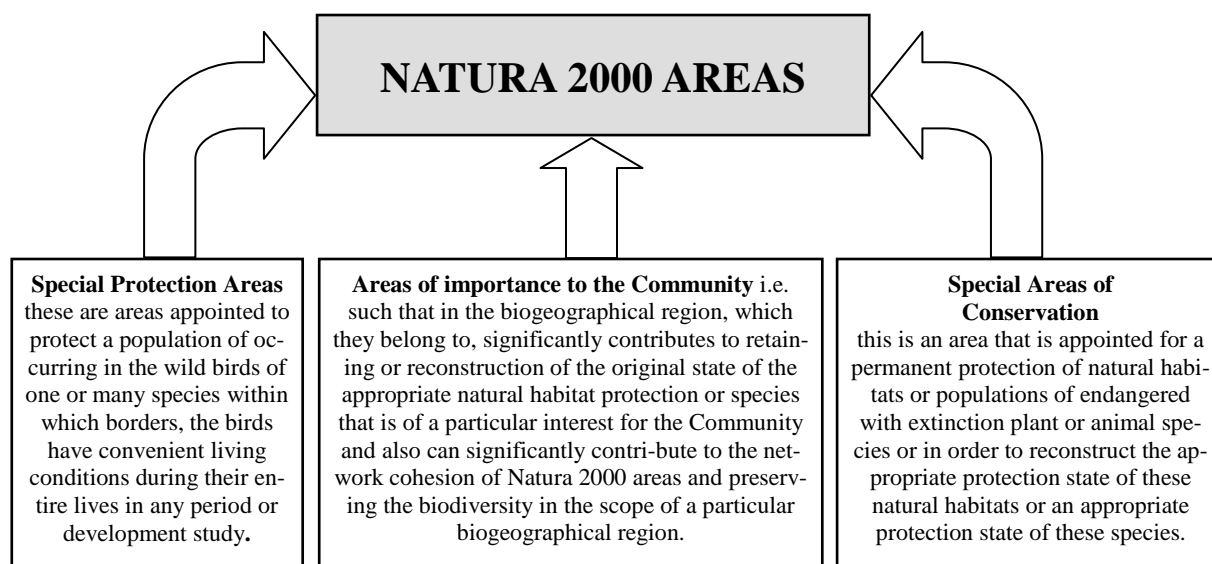 NATURA 2000 AREAS
Special Protection Areas
these are areas appointed to
protect a population of oc-
curring in the wild birds of
one or many species within
which borders, the birds
have convenient living
conditions during their en-
tire lives in any period or
development study.
Areas of importance to the Community i.e.
such that in the biogeographical region, which
they belong to, significantly contributes to retain-
ing or reconstruction of the original state of the
appropriate natural habitat protection or species
that is of a particular interest for the Community
and also can significantly contri-bute to the net-
work cohesion of Natura 2000 areas and preserv-
ing the biodiversity in the scope of a particular
biogeographical region.
Special Areas of
Conservation
this is an area that is appointed for a
permanent protection of natural habi-
tats or populations of endangered
with extinction plant or animal spe-
cies or in order to reconstruct the ap-
propriate protection state of these
natural habitats or an appropriate
protection state of these species.